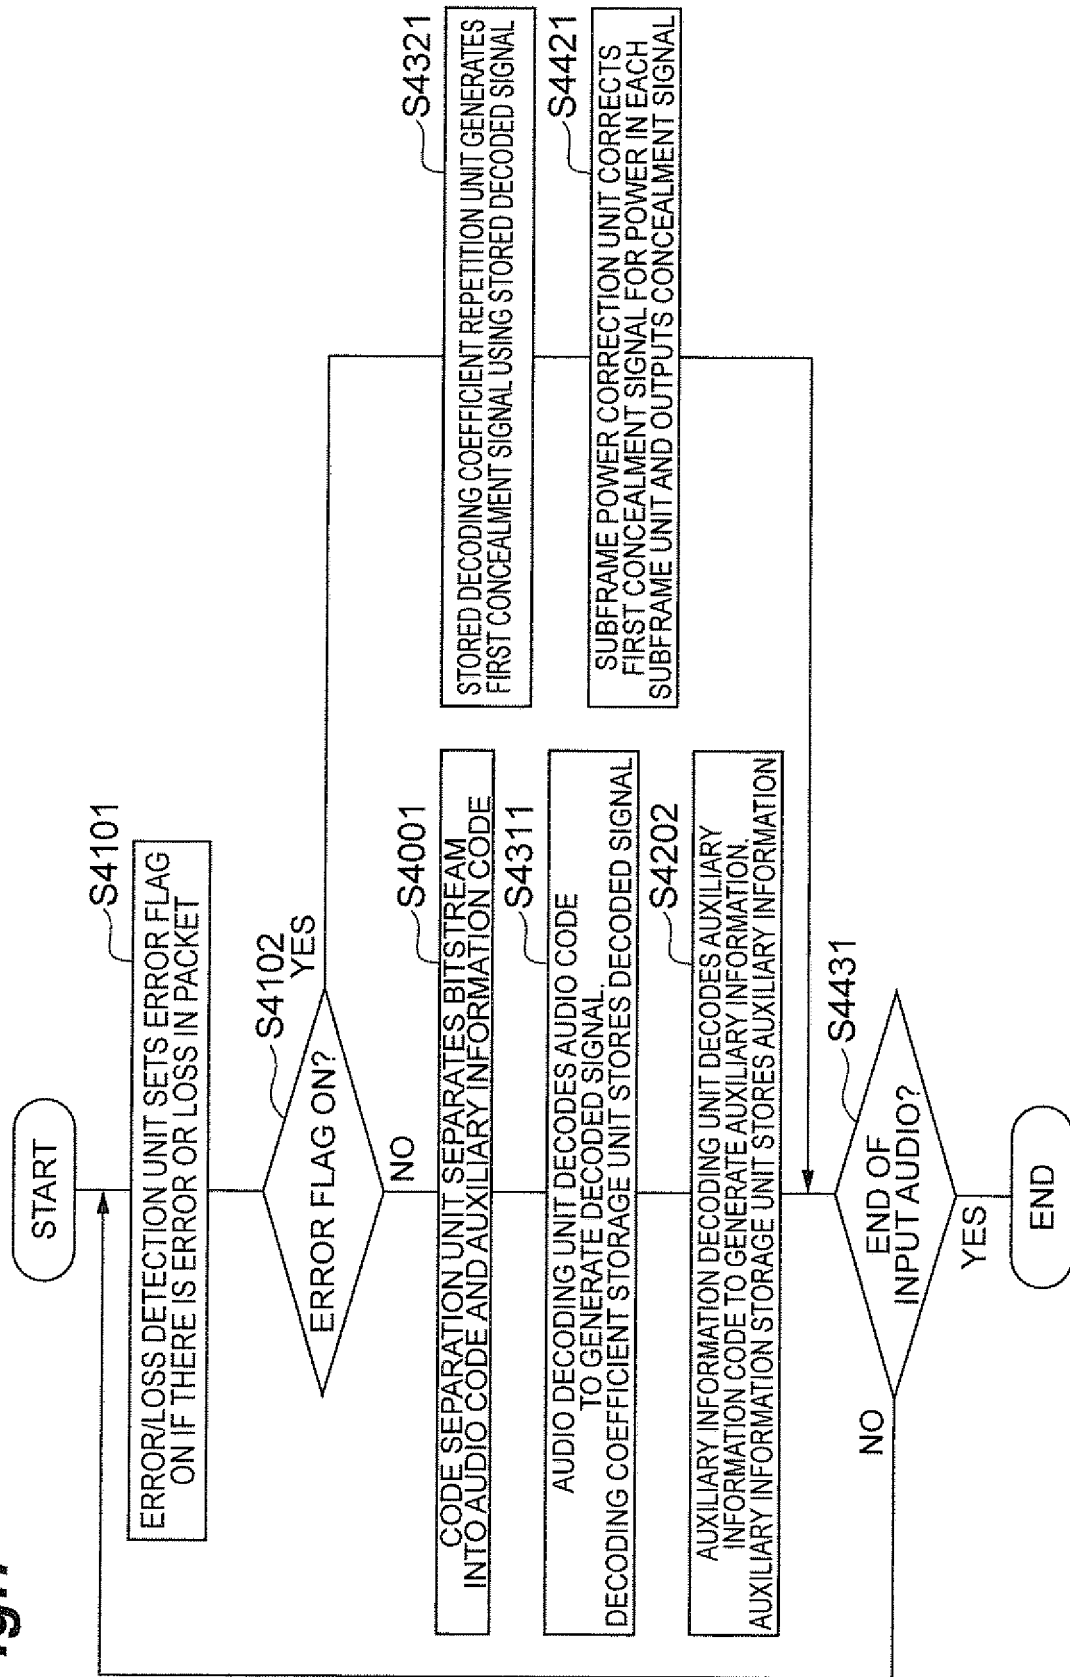 START
ERROR/LOSS DETECTION UNIT SETS ERROR FLAG
ON IF THERE IS ERROR OR LOSS IN PACKET
S4101
ERROR FLAG ON?
S4102
YES
NO
CODE SEPARATION UNIT SEPARATES BITSTREAM
INTO AUDIO CODE AND AUXILIARY INFORMATION CODE
S4001
AUDIO DECODING UNIT DECODES AUDIO CODE
TO GENERATE DECODED SIGNAL.
DECODING COEFFICIENT STORAGE UNIT STORES DECODED SIGNAL
S4311
AUXILIARY INFORMATION DECODING UNIT DECODES AUXILIARY
INFORMATION CODE TO GENERATE AUXILIARY INFORMATION.
AUXILIARY INFORMATION STORAGE UNIT STORES AUXILIARY INFORMATION
S4202
STORED DECODING COEFFICIENT REPETITION UNIT GENERATES
FIRST CONCEALMENT SIGNAL USING STORED DECODED SIGNAL
S4321
SUBFRAME POWER CORRECTION UNIT CORRECTS
FIRST CONCEALMENT SIGNAL FOR POWER IN EACH
SUBFRAME UNIT AND OUTPUTS CONCEALMENT SIGNAL
S4421
END OF
INPUT AUDIO?
S4431
NO
YES
END